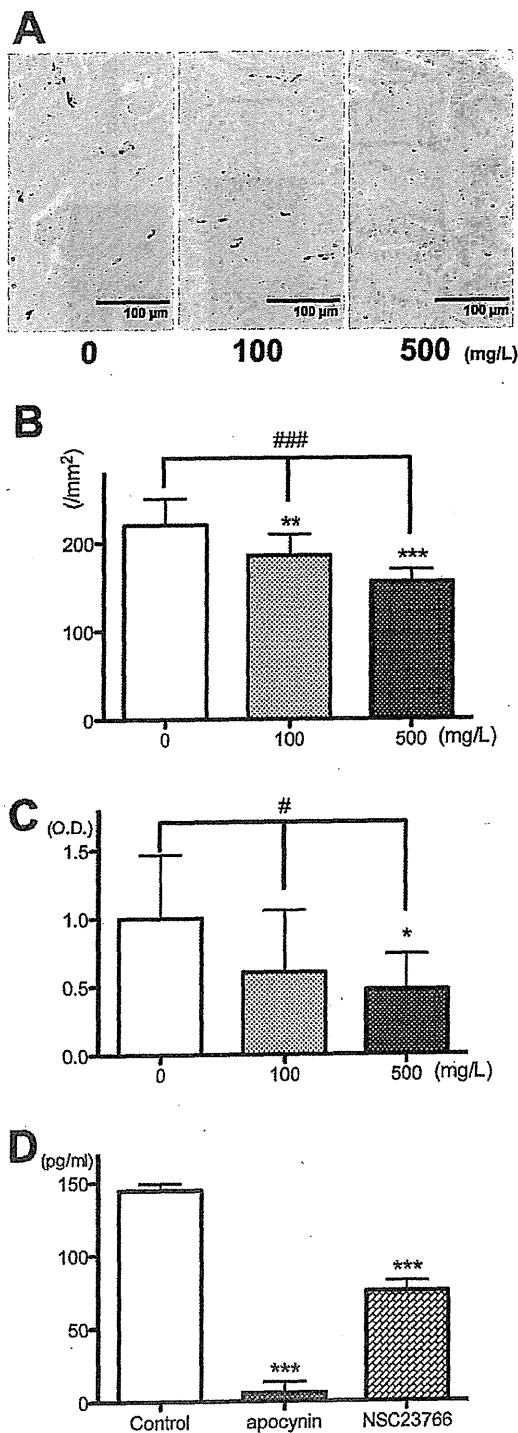 A
100 μm 100 μm 100 μm
0 100 500 (mg/L)
B
(/mm²)
###
**
***
200
100
0
0 100 500 (mg/L)
C
(O.D.)
#
*
1.5
1.0
0.5
0.0
0 100 500 (mg/L)
D
(pg/ml)
150
100
50
0
***
***
Control apocynin NSC23766